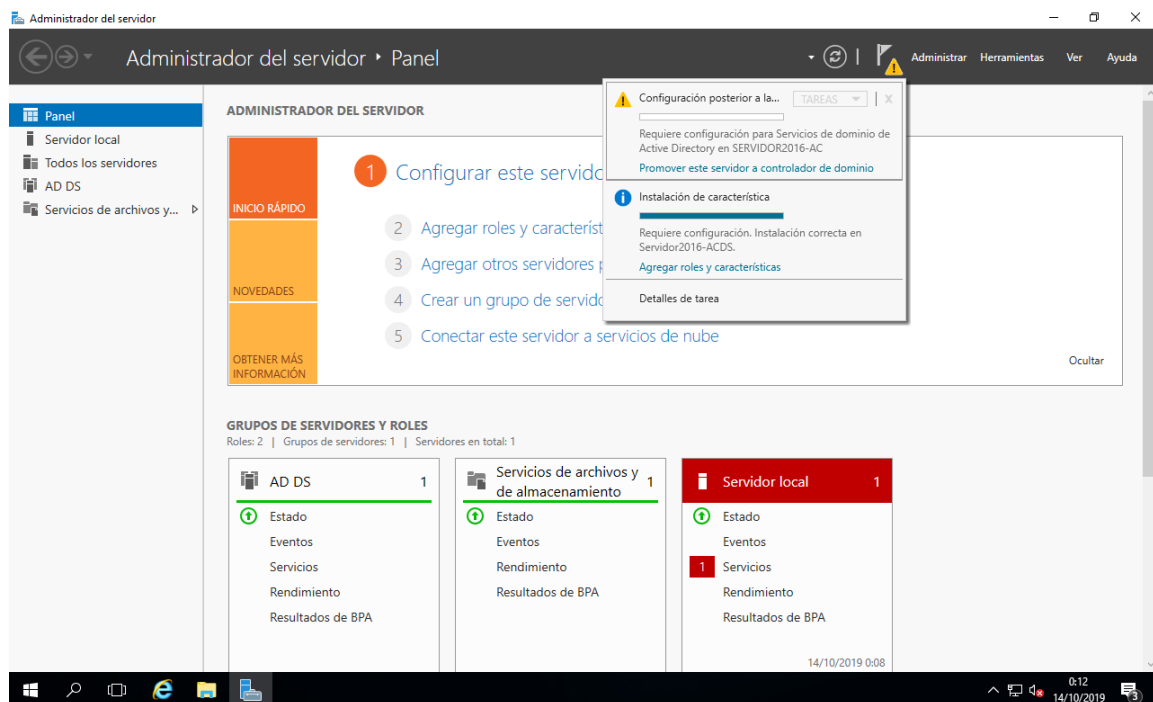 Administrador del servidor
Administrador del servidor ‣ Panel
Administrar Herramientas Ver Ayuda
Panel
Servidor local
Todos los servidores
AD DS
Servicios de archivos y...
ADMINISTRADOR DEL SERVIDOR
INICIO RÁPIDO
NOVEDADES
OBTENER MÁS
INFORMACIÓN
1 Configurar este servido
2 Agregar roles y característ
3 Agregar otros servidores p
4 Crear un grupo de servido
5 Conectar este servidor a servicios de nube
Ocultar
Configuración posterior a la... TAREAS X
Requiere configuración para Servicios de dominio de
Active Directory en SERVIDOR2016-AC
Promover este servidor a controlador de dominio
Instalación de característica
Requiere configuración. Instalación correcta en
Servidor2016-ACDS.
Agregar roles y características
Detalles de tarea
GRUPOS DE SERVIDORES Y ROLES
Roles: 2 | Grupos de servidores: 1 | Servidores en total: 1
AD DS 1
Estado
Eventos
Servicios
Rendimiento
Resultados de BPA
Servicios de archivos y
de almacenamiento 1
Estado
Eventos
Rendimiento
Resultados de BPA
Servidor local 1
Estado
Eventos
1 Servicios
Rendimiento
Resultados de BPA
14/10/2019 0:08
0:12
14/10/2019
3